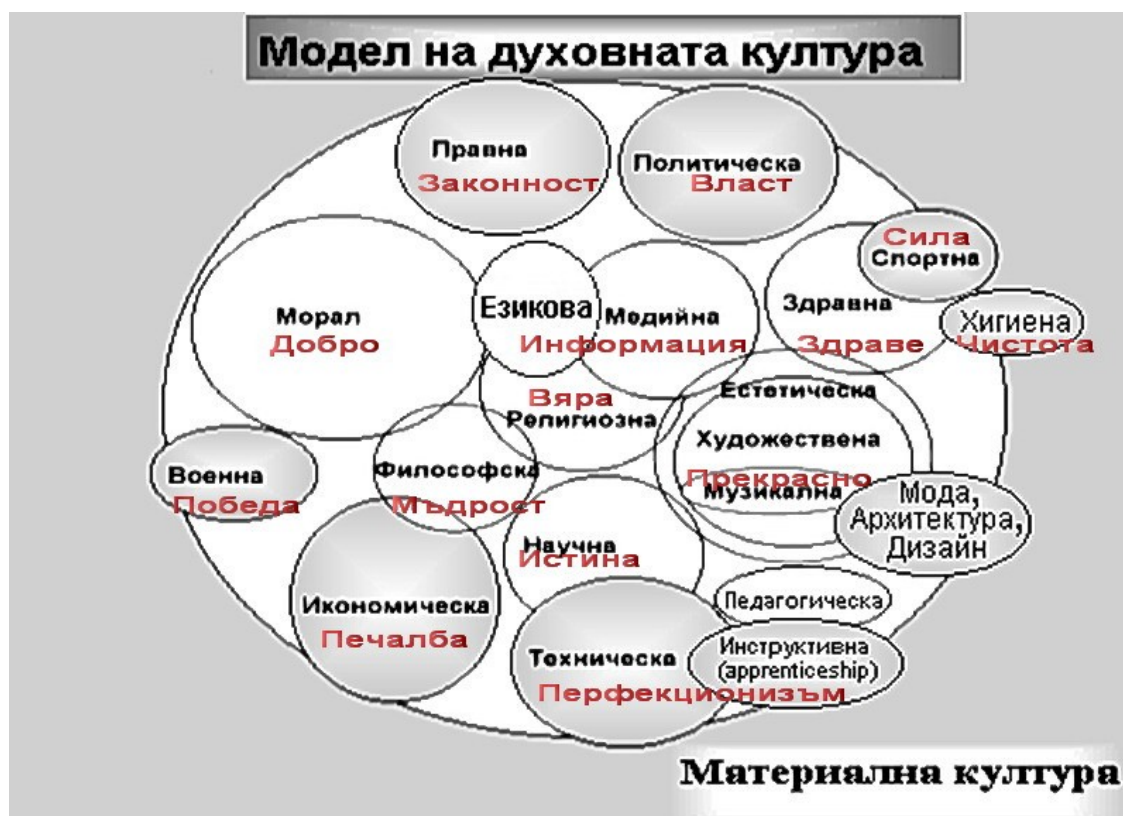 Модел на духовната култура
Правна
Законност
Политическа
Власт
Сила
Спортна
Морал
Добро
Езикова
Медийна
Информация
Здравна
Здраве
Хигиена
Чистота
Вяра
Религиозна
Естетическа
Художествена
Прекрасно
Музикална
Военна
Победа
Философска
Мъдрост
Мода,
Архитектура,
Дизайн
Научна
Истина
Икономическа
Печалба
Педагогическа
Техническа
Перфекционизъм
Инструктивна
(apprenticeship)
Материална култура